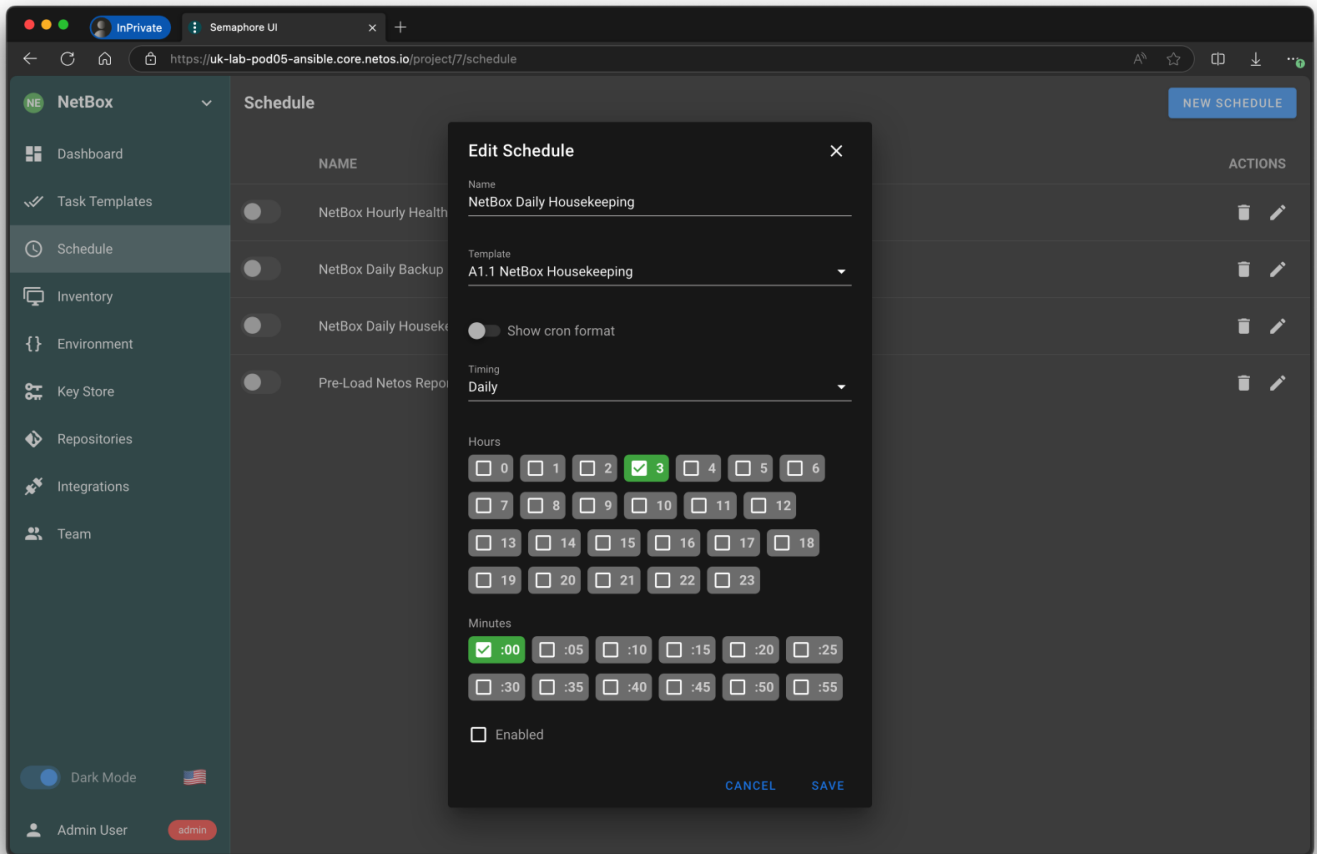 InPrivate
Semaphore UI
https://uk-lab-pod05-ansible.core.netos.io/project/7/schedule
NE NetBox
Schedule
NEW SCHEDULE
Dashboard
Task Templates
Schedule
Inventory
Environment
Key Store
Repositories
Integrations
Team
Dark Mode
Admin User admin
NAME ACTIONS
NetBox Hourly Health
NetBox Daily Backup
NetBox Daily Houseke
Pre-Load Netos Repor
Edit Schedule
Name
NetBox Daily Housekeeping
Template
A1.1 NetBox Housekeeping
Show cron format
Timing
Daily
Hours
0 1 2 3 4 5 6
7 8 9 10 11 12
13 14 15 16 17 18
19 20 21 22 23
Minutes
:00 :05 :10 :15 :20 :25
:30 :35 :40 :45 :50 :55
Enabled
CANCEL SAVE